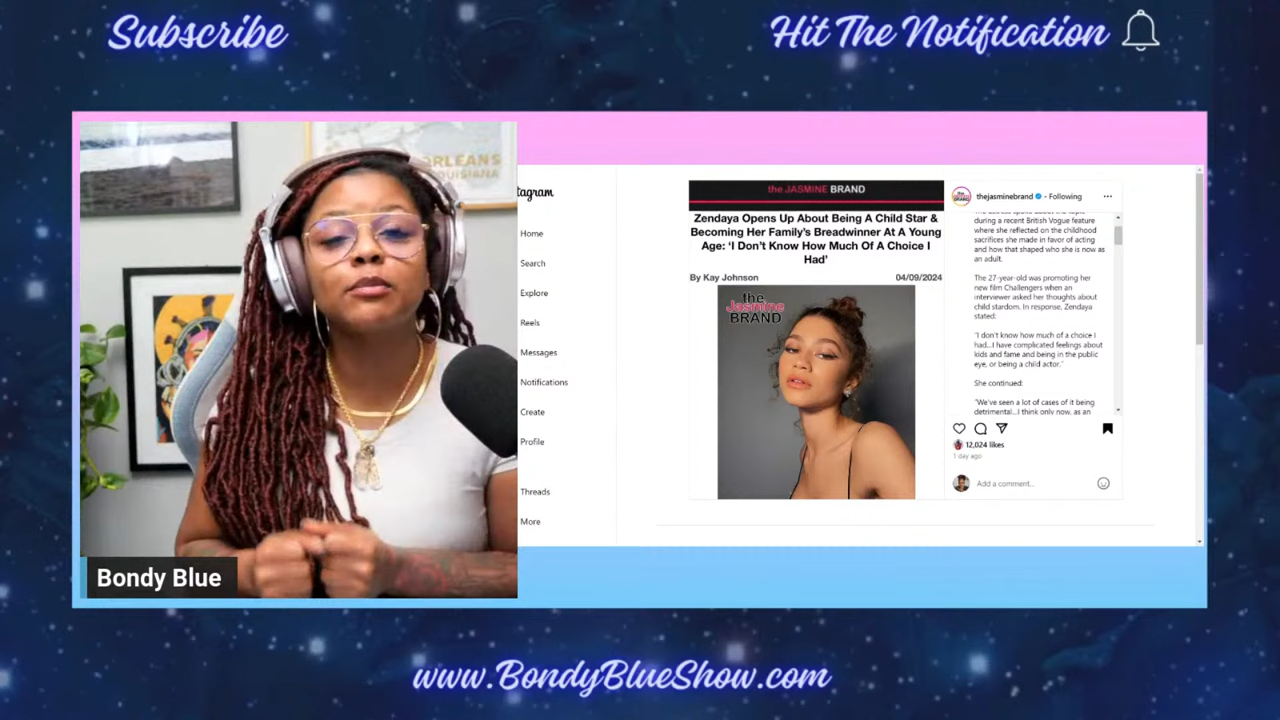 Subscribe
Hit The Notification
ORLEANS
LOUISIANA
Bondy Blue
tagram
Home
Search
Explore
Reels
Messages
Notifications
Create
Profile
Threads
More
the JASMINE BRAND
Zendaya Opens Up About Being A Child Star &
Becoming Her Family's Breadwinner At A Young
Age: 'I Don't Know How Much Of A Choice I
Had'
By Kay Johnson
04/09/2024
the
Jasmine
BRAND
thejasminebrand • Following
during a recent British Vogue feature
where she reflected on the childhood
sacrifices she made in favor of acting
and how that shaped who she is now as
an adult.
The 27-year-old was promoting her
new film Challengers when an
interviewer asked her thoughts about
child stardom. In response, Zendaya
stated:
"I don't know how much of a choice I
had...I have complicated feelings about
kids and fame and being in the public
eye, or being a child actor."
She continued:
"We've seen a lot of cases of it being
detrimental...I think only now, as an
12,024 likes
1 day ago
Add a comment...
www.BondyBlueShow.com